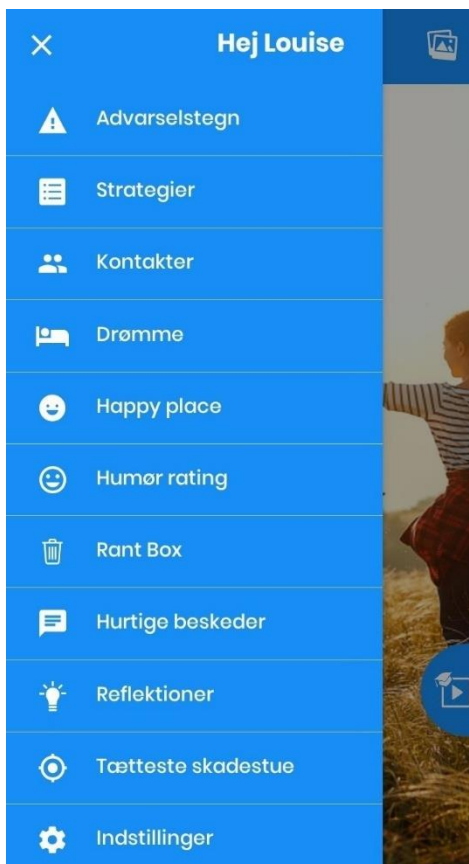 Hej Louise
Advarselstegn
Strategier
Kontakter
Drømme
Happy place
Humør rating
Rant Box
Hurtige beskeder
Reflektioner
Tætteste skadestue
Indstillinger